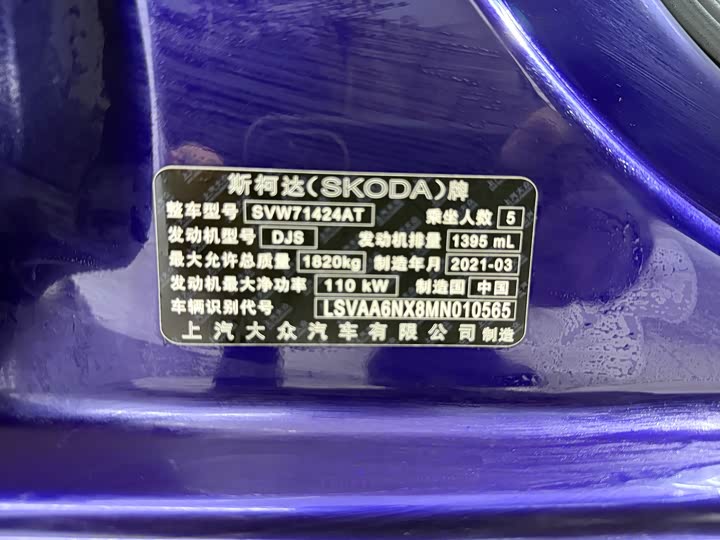 斯柯达(SKODA)牌
整车型号 SVW71424AT 乘坐人数 5
发动机型号 DJS 发动机排量 1395 mL
最大允许总质量 1820kg 制造年月 2021-03
发动机最大净功率 110 kW 制造国 中国
车辆识别代号 LSVAA6NX8MN010565
上汽大众汽车有限公司 制造